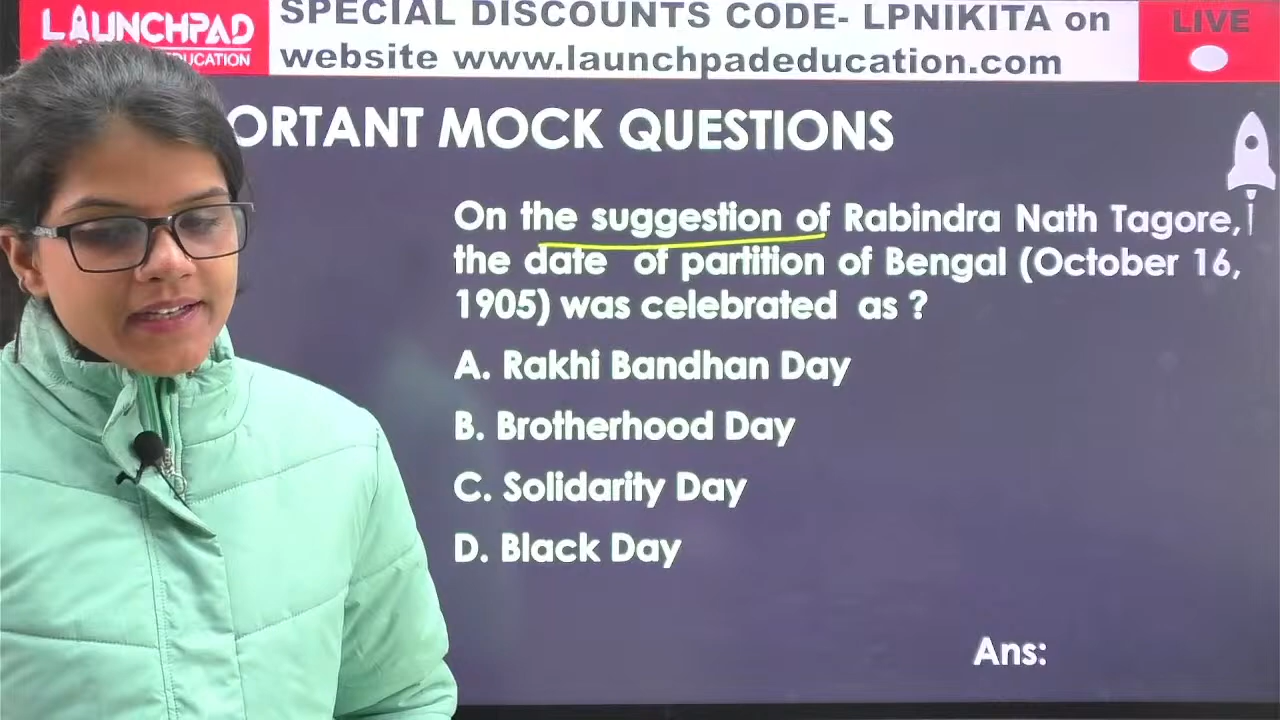 LAUNCHPAD
EDUCATION
SPECIAL DISCOUNTS CODE- LPNIKITA on
website www.launchpadeducation.com
LIVE
ORTANT MOCK QUESTIONS
On the suggestion of Rabindra Nath Tagore,
the date of partition of Bengal (October 16,
1905) was celebrated as ?
A. Rakhi Bandhan Day
B. Brotherhood Day
C. Solidarity Day
D. Black Day
Ans: